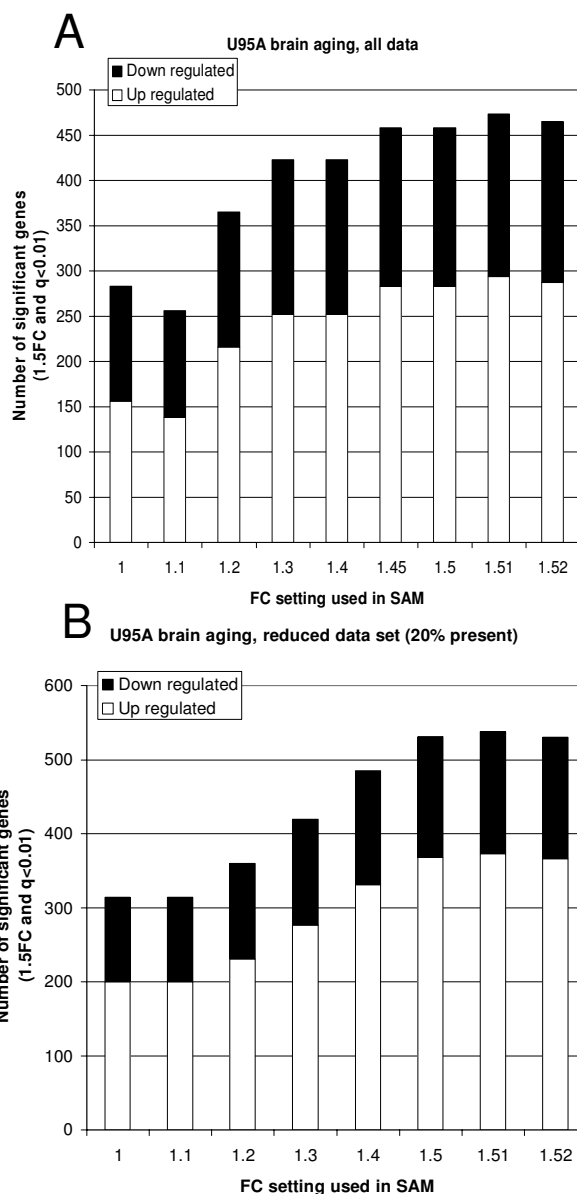 A
U95A brain aging, all data
Down regulated
Up regulated
Number of significant genes
(1.5FC and q<0.01)
500
450
400
350
300
250
200
150
100
50
0
1 1.1 1.2 1.3 1.4 1.45 1.5 1.51 1.52
FC setting used in SAM
B
U95A brain aging, reduced data set (20% present)
Down regulated
Up regulated
Number of significant genes
(1.5FC and q<0.01)
600
500
400
300
200
100
0
1 1.1 1.2 1.3 1.4 1.5 1.51 1.52
FC setting used in SAM